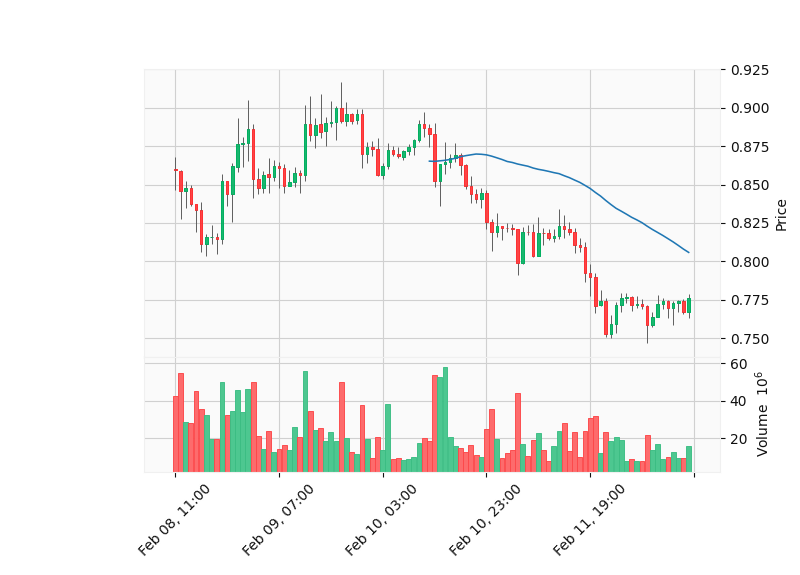 0.925
0.900
0.875
0.850
0.825
0.800
0.775
0.750
Price
60
40
20
Volume 10^6
Feb 08, 11:00
Feb 09, 07:00
Feb 10, 03:00
Feb 10, 23:00
Feb 11, 19:00